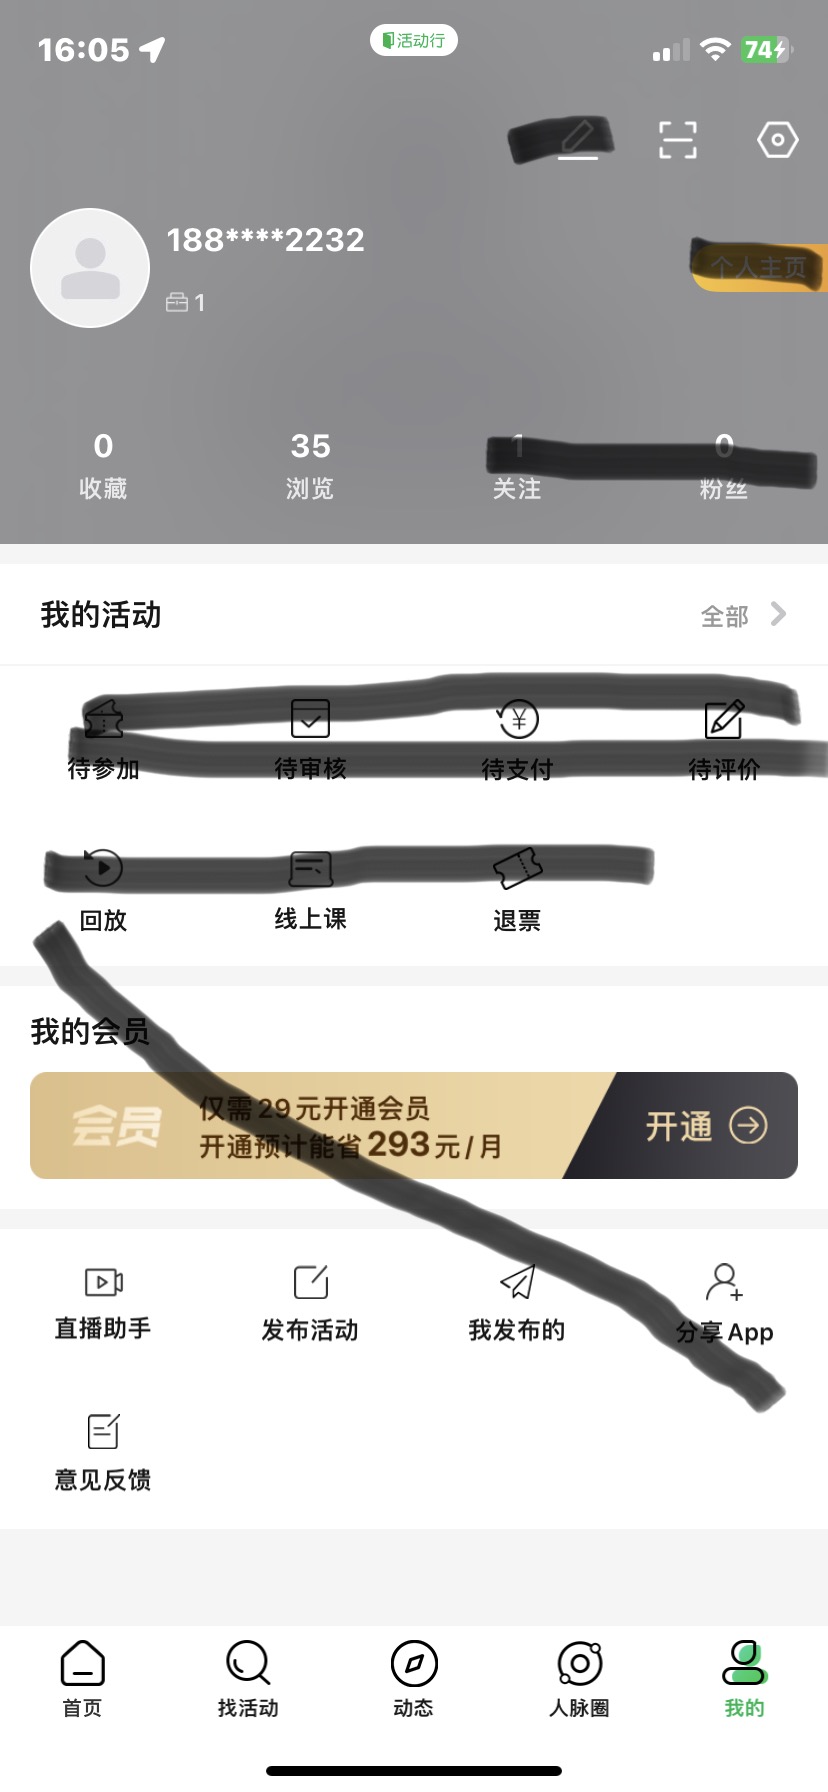 16:05
活动行
74
188****2232
个人主页
1
0 35 1 0
收藏 浏览 关注 粉丝
我的活动 全部
待参加 待审核 待支付 待评价
回放 线上课 退票
我的会员
会员 仅需29元开通会员 开通
开通预计能省293元/月
直播助手 发布活动 我发布的 分享App
意见反馈
首页 找活动 动态 人脉圈 我的